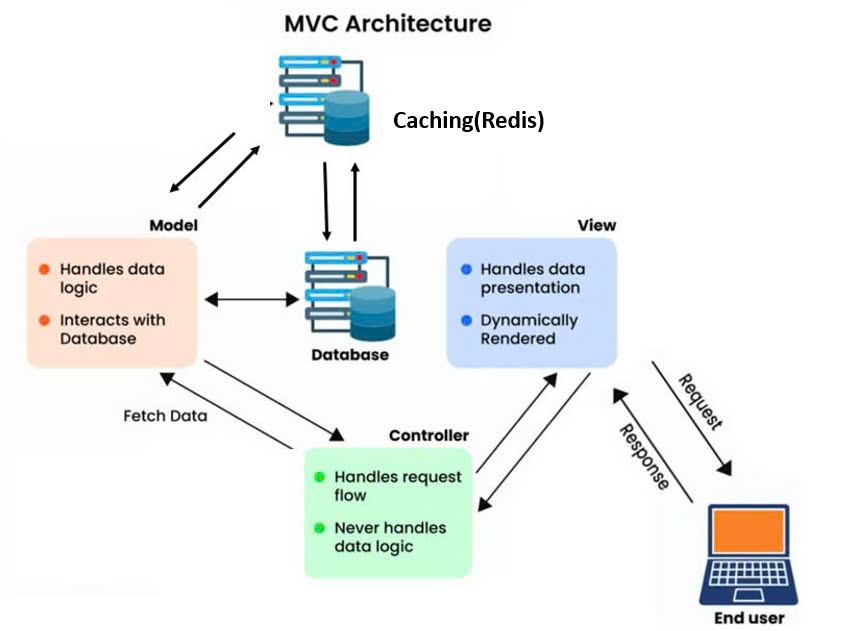 MVC Architecture
Caching(Redis)
Model
Handles data
logic
Interacts with
Database
Database
View
Handles data
presentation
Dynamically
Rendered
Fetch Data
Controller
Handles request
flow
Never handles
data logic
Request
Response
End user